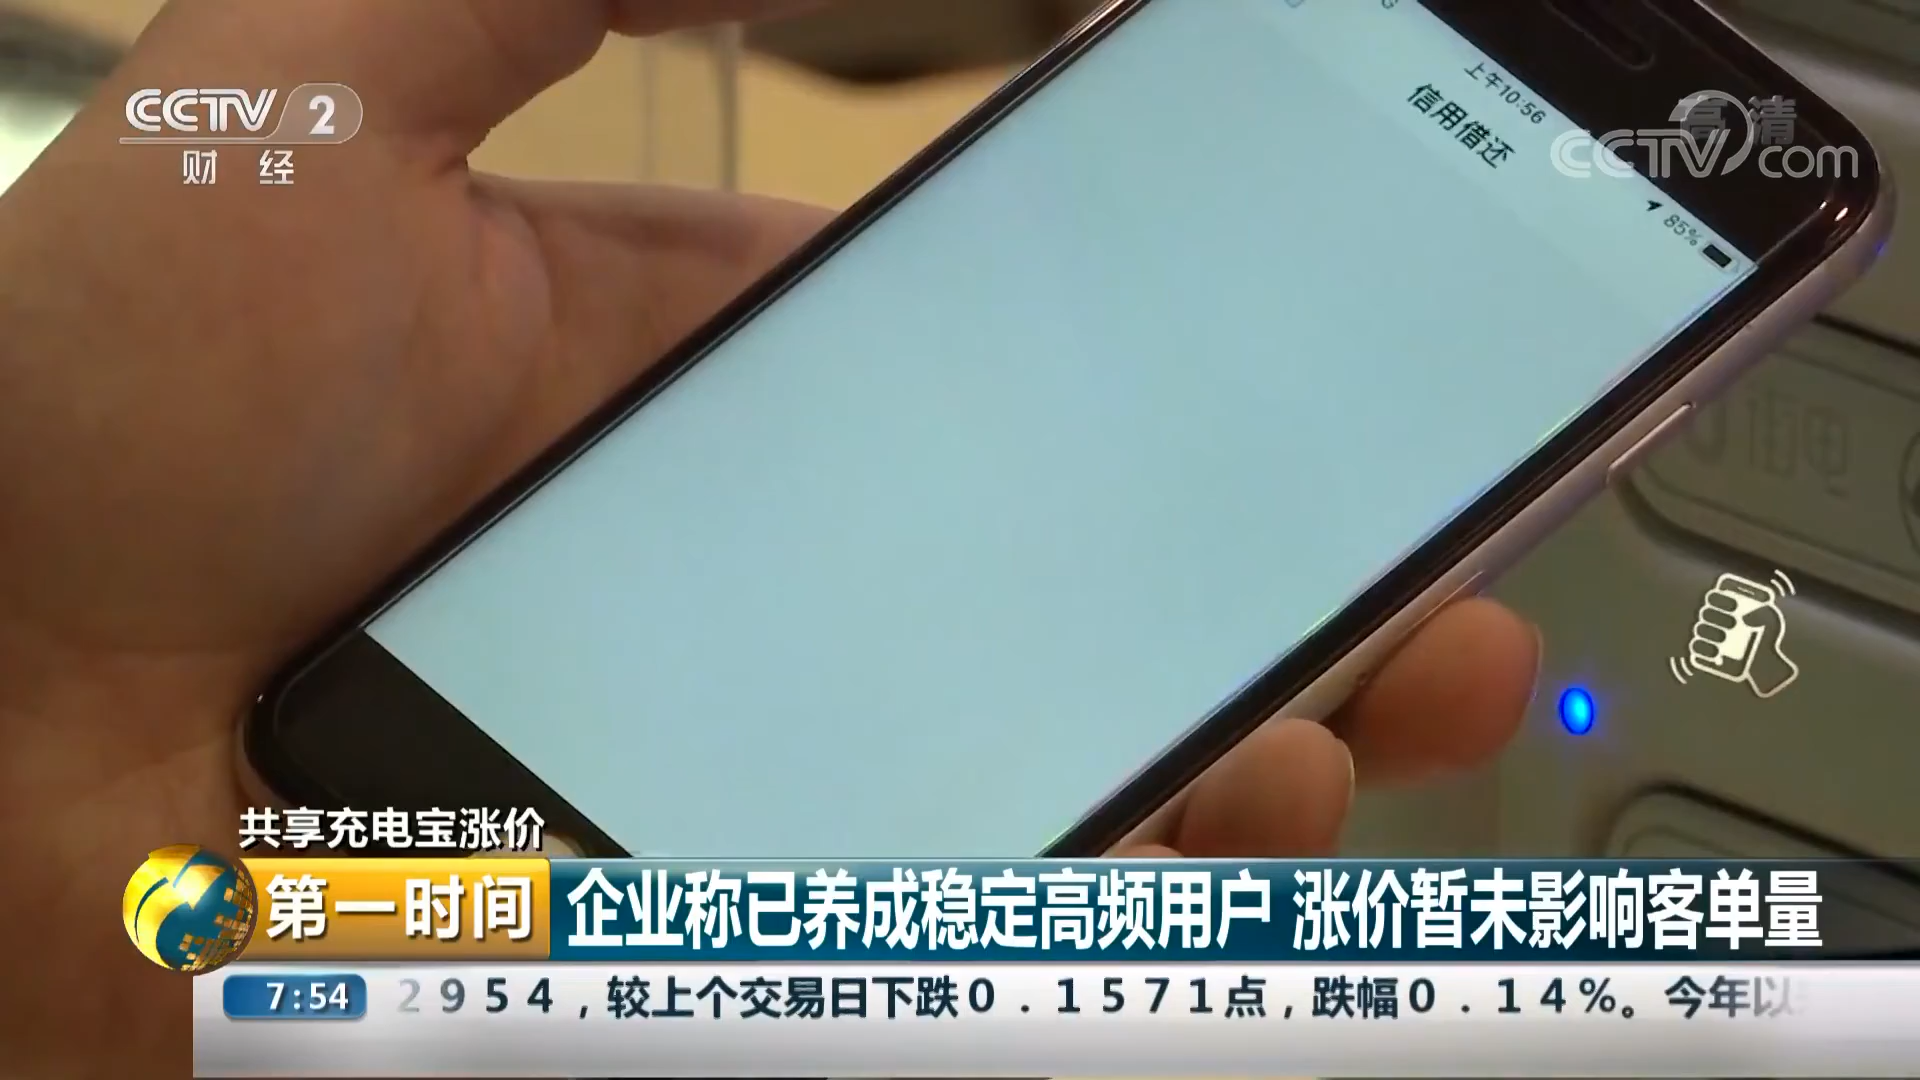 CCTV 2
财经
高清
CCTV com
上午10:56
信用借还
85%
街电
共享充电宝涨价
第一时间
企业称已养成稳定高频用户 涨价暂未影响客单量
7:54
2954，较上个交易日下跌0.1571点，跌幅0.14%。今年以